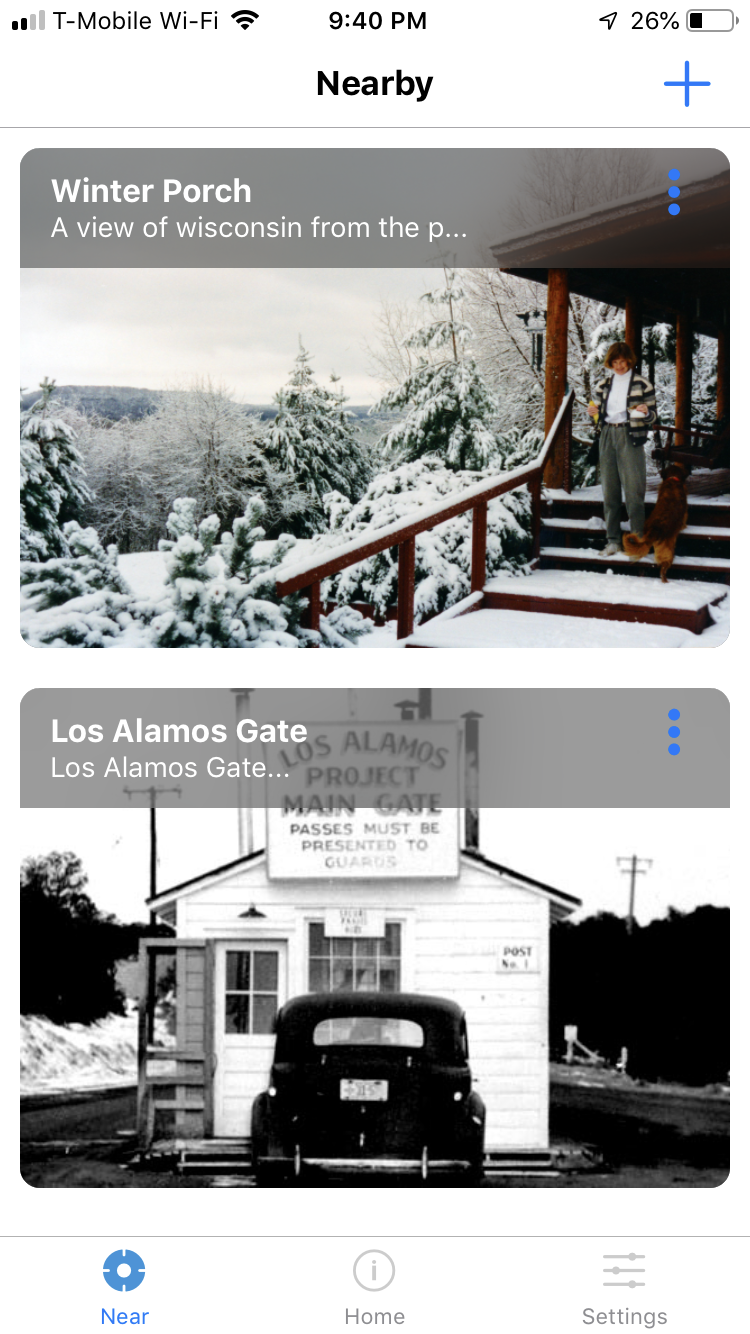 T-Mobile Wi-Fi 9:40 PM 26%
Nearby
Winter Porch
A view of wisconsin from the p...
Los Alamos Gate
Los Alamos Gate...
LOS ALAMOS
PROJECT
MAIN GATE
PASSES MUST BE
PRESENTED TO
GUARDS
POST
No. 1
Near Home Settings